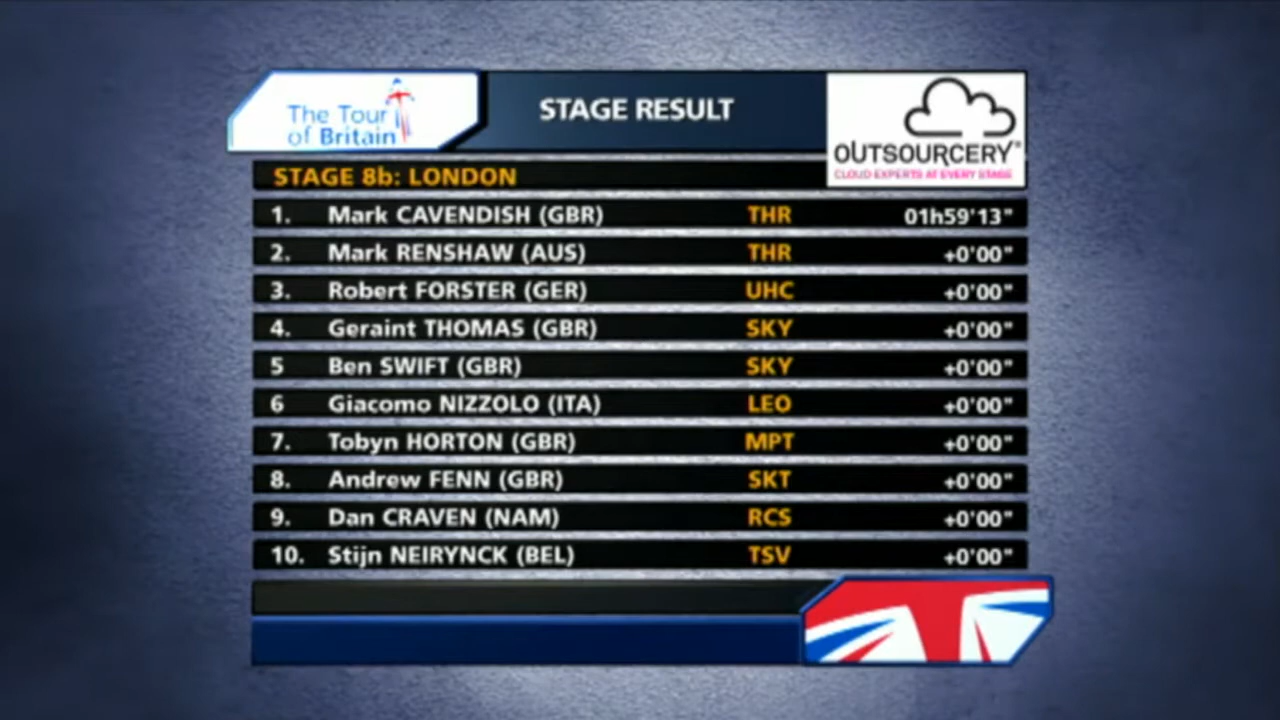 The Tour
of Britain
STAGE RESULT
OUTSOURCERY®
CLOUD EXPERTS AT EVERY STAGE
STAGE 8b: LONDON
1. Mark CAVENDISH (GBR) THR 01h59'13"
2. Mark RENSHAW (AUS) THR +0'00"
3. Robert FORSTER (GER) UHC +0'00"
4. Geraint THOMAS (GBR) SKY +0'00"
5 Ben SWIFT (GBR) SKY +0'00"
6 Giacomo NIZZOLO (ITA) LEO +0'00"
7. Tobyn HORTON (GBR) MPT +0'00"
8. Andrew FENN (GBR) SKT +0'00"
9. Dan CRAVEN (NAM) RCS +0'00"
10. Stijn NEIRYNCK (BEL) TSV +0'00"